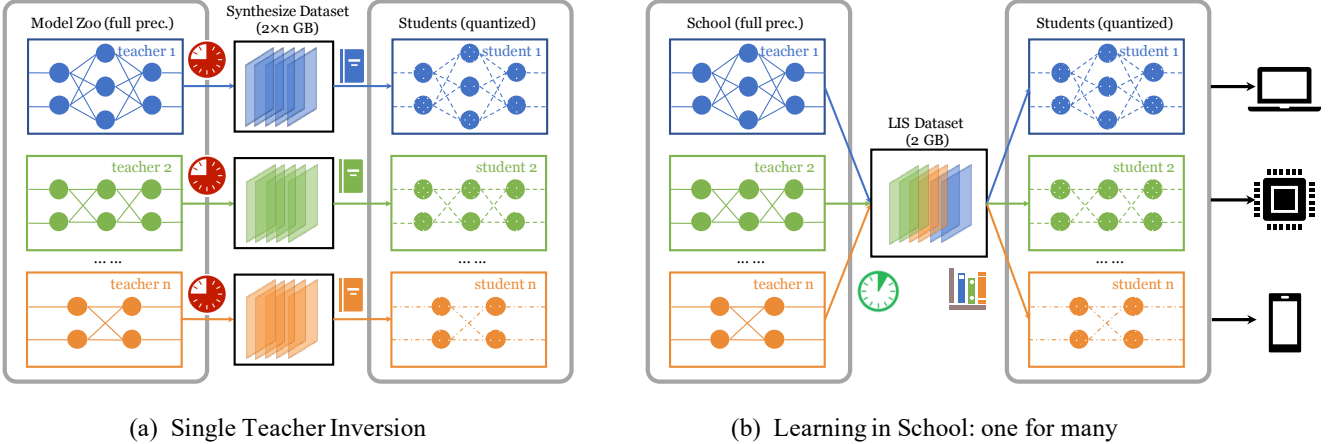 Model Zoo (full prec.)
Synthesize Dataset
(2×n GB)
Students (quantized)
teacher 1
student 1
teacher 2
student 2
... ...
... ...
teacher n
student n
(a) Single Teacher Inversion
School (full prec.)
Students (quantized)
teacher 1
student 1
LIS Dataset
(2 GB)
teacher 2
student 2
... ...
... ...
teacher n
student n
(b) Learning in School: one for many